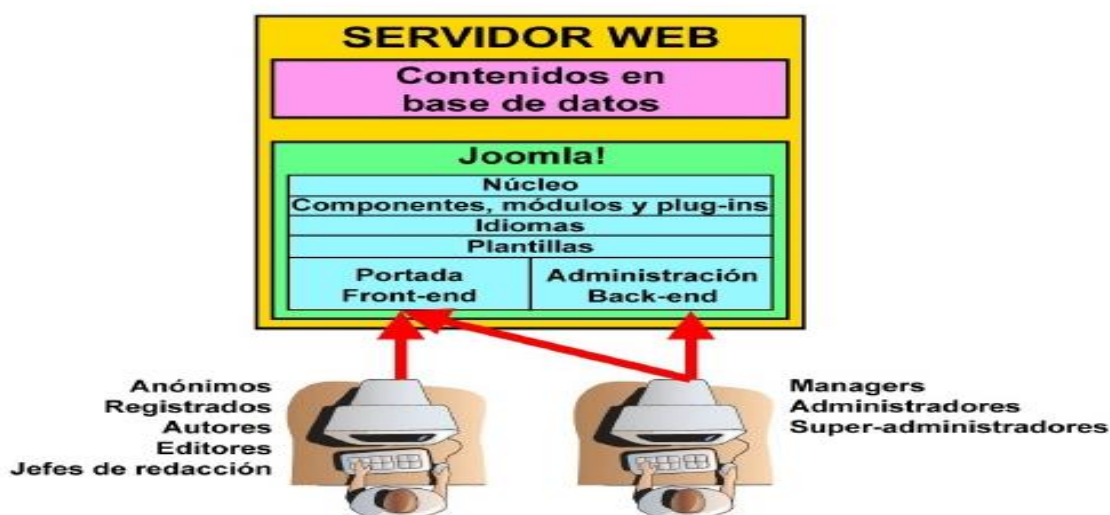 SERVIDOR WEB
Contenidos en
base de datos
Joomla!
Núcleo
Componentes, módulos y plug-ins
Idiomas
Plantillas
Portada
Front-end
Administración
Back-end
Anónimos
Registrados
Autores
Editores
Jefes de redacción
Managers
Administradores
Super-administradores